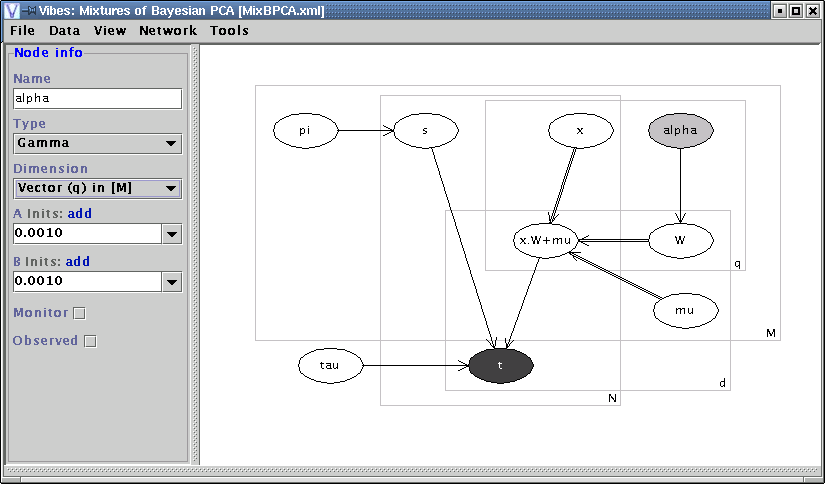 Vibes: Mixtures of Bayesian PCA [MixBPCA.xml]
File Data View Network Tools
Node info
Name
alpha
Type
Gamma
Dimension
Vector (q) in [M]
A Inits: add
0.0010
B Inits: add
0.0010
Monitor
Observed
pi
s
x
alpha
x.W+mu
W
q
mu
M
tau
t
d
N